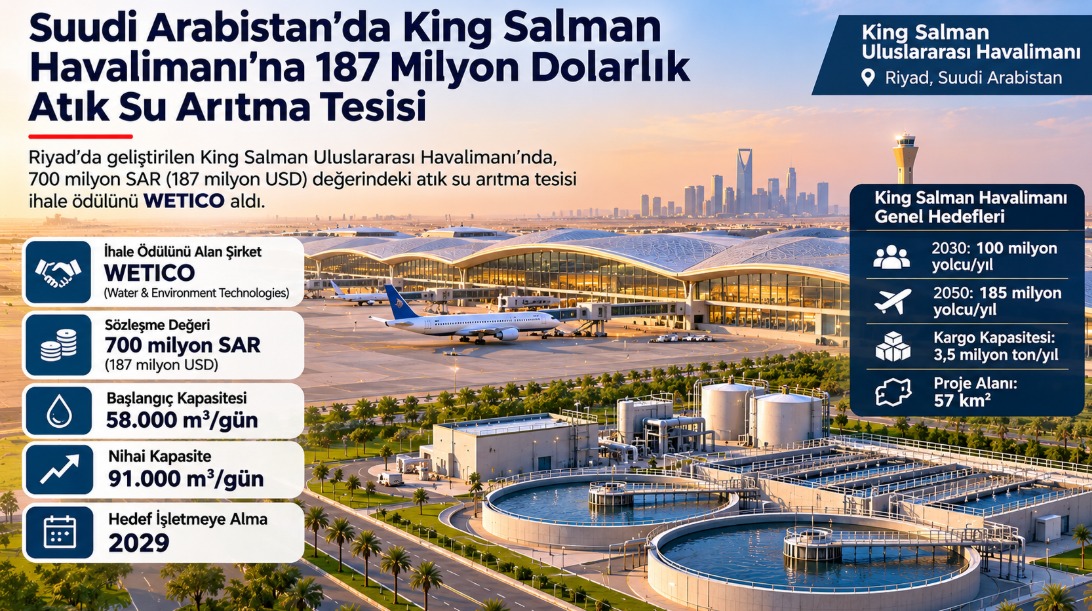 Suudi Arabistan'da King Salman
Havalimanı'na 187 Milyon Dolarlık
Atık Su Arıtma Tesisi
Riyad'da geliştirilen King Salman Uluslararası Havalimanı'nda,
700 milyon SAR (187 milyon USD) değerindeki atık su arıtma tesisi
ihale ödülünü WETICO aldı.
İhale Ödülünü Alan Şirket
WETICO
(Water & Environment Technologies)
Sözleşme Değeri
700 milyon SAR
(187 milyon USD)
Başlangıç Kapasitesi
58.000 m³/gün
Nihai Kapasite
91.000 m³/gün
Hedef İşletmeye Alma
2029
King Salman
Uluslararası Havalimanı
Riyad, Suudi Arabistan
King Salman Havalimanı
Genel Hedefleri
2030: 100 milyon
yolcu/yıl
2050: 185 milyon
yolcu/yıl
Kargo Kapasitesi:
3,5 milyon ton/yıl
Proje Alanı:
57 km²